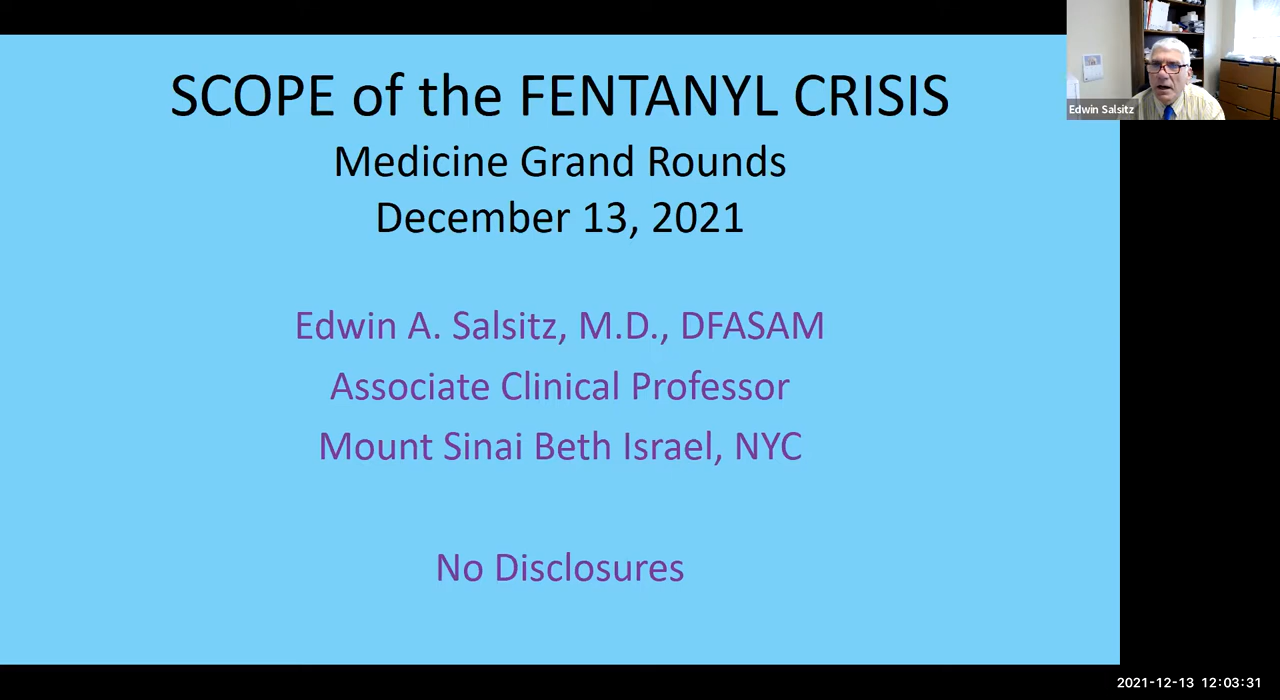 SCOPE of the FENTANYL CRISIS
Medicine Grand Rounds
December 13, 2021
Edwin A. Salsitz, M.D., DFASAM
Associate Clinical Professor
Mount Sinai Beth Israel, NYC
No Disclosures
Edwin Salsitz
2021-12-13 12:03:31